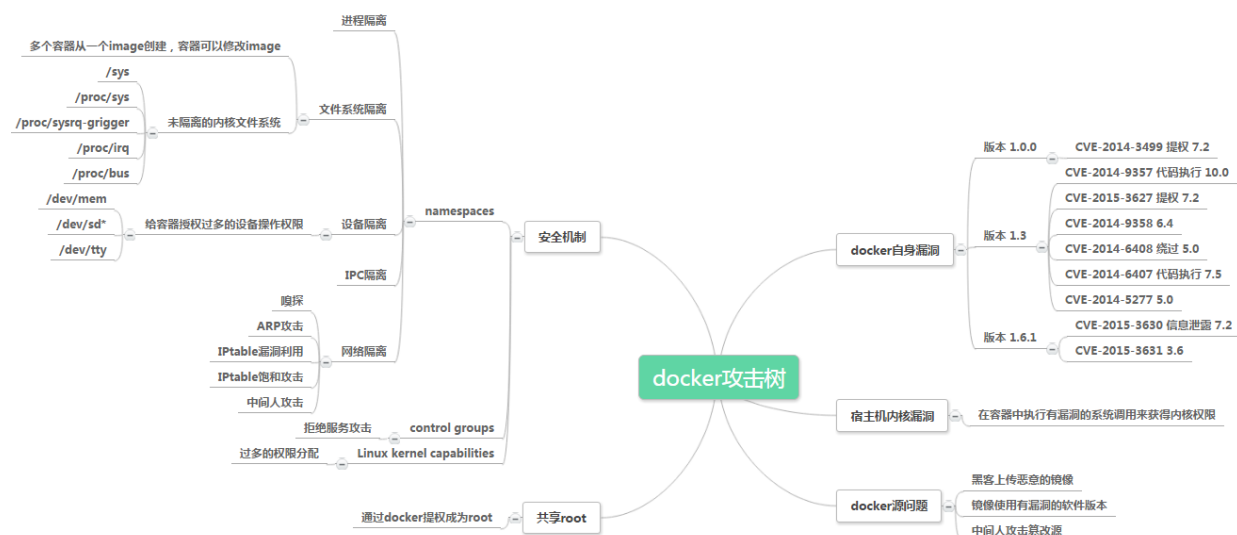 docker攻击树
安全机制
namespaces
进程隔离
文件系统隔离
多个容器从一个image创建，容器可以修改image
未隔离的内核文件系统
/sys
/proc/sys
/proc/sysrq-grigger
/proc/irq
/proc/bus
设备隔离
给容器授权过多的设备操作权限
/dev/mem
/dev/sd*
/dev/tty
IPC隔离
网络隔离
嗅探
ARP攻击
IPtable漏洞利用
IPtable饱和攻击
中间人攻击
control groups
拒绝服务攻击
Linux kernel capabilities
过多的权限分配
共享root
通过docker提权成为root
docker自身漏洞
版本 1.0.0
CVE-2014-3499 提权 7.2
版本 1.3
CVE-2014-9357 代码执行 10.0
CVE-2015-3627 提权 7.2
CVE-2014-9358 6.4
CVE-2014-6408 绕过 5.0
CVE-2014-6407 代码执行 7.5
CVE-2014-5277 5.0
版本 1.6.1
CVE-2015-3630 信息泄露 7.2
CVE-2015-3631 3.6
宿主机内核漏洞
在容器中执行有漏洞的系统调用来获得内核权限
docker源问题
黑客上传恶意的镜像
镜像使用有漏洞的软件版本
中间人攻击篡改源